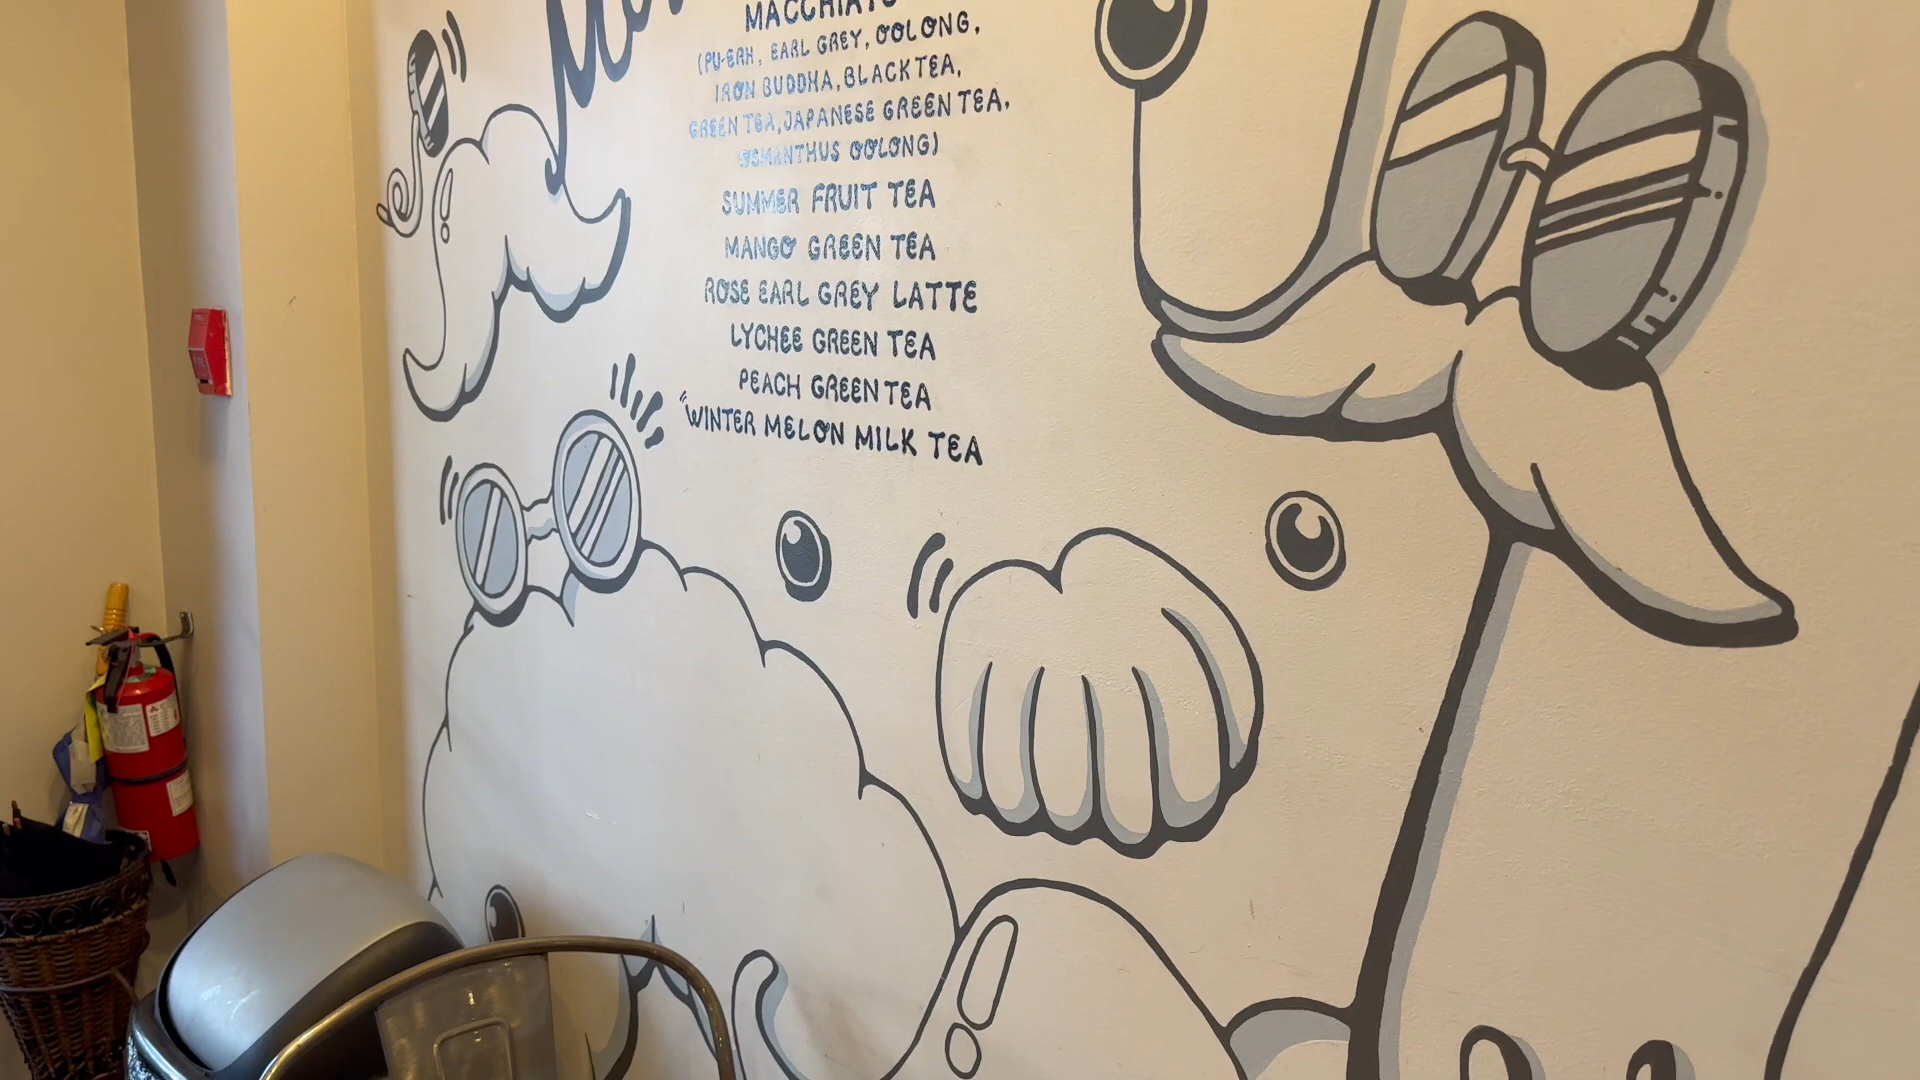 MACCHIATO
(PU-ERH, EARL GREY, OOLONG,
IRON BUDDHA, BLACK TEA,
GREEN TEA, JAPANESE GREEN TEA,
OSMANTHUS OOLONG)
SUMMER FRUIT TEA
MANGO GREEN TEA
ROSE EARL GREY LATTE
LYCHEE GREEN TEA
PEACH GREEN TEA
"WINTER MELON MILK TEA